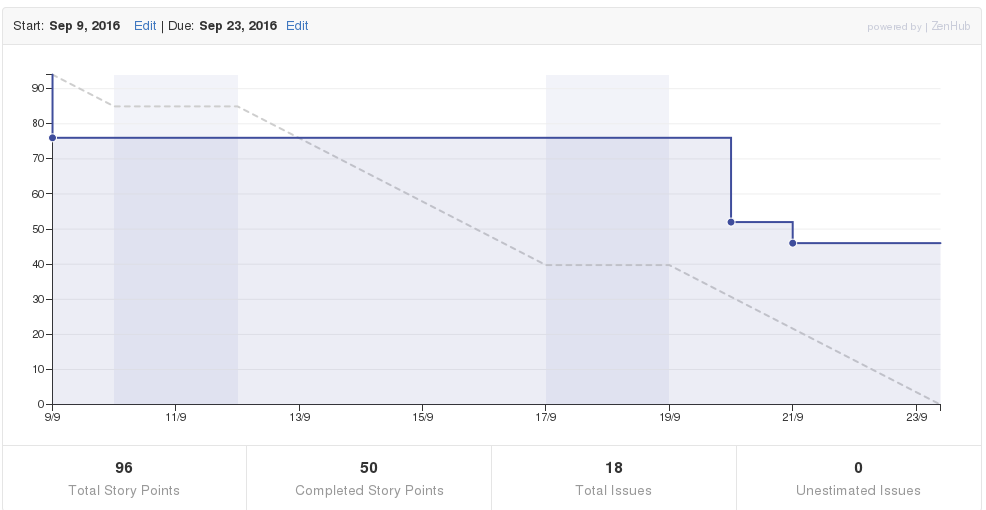 Start: Sep 9, 2016 Edit | Due: Sep 23, 2016 Edit
powered by | ZenHub
90
80
70
60
50
40
30
20
10
0
9/9 11/9 13/9 15/9 17/9 19/9 21/9 23/9
96 50 18 0
Total Story Points Completed Story Points Total Issues Unestimated Issues